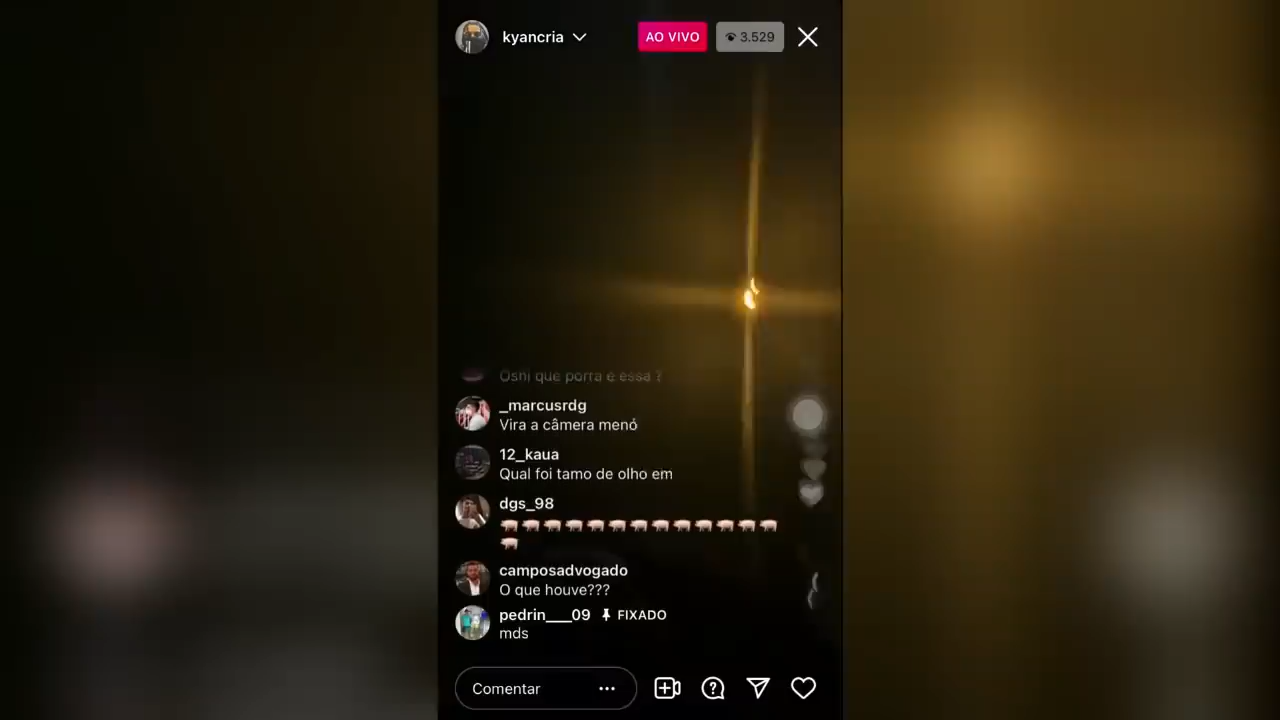 kyancria
AO VIVO
3.529
Oshi que porra e essa ?
_marcusrdg
Vira a câmera menó
12_kaua
Qual foi tamo de olho em
dgs_98
🐖🐖🐖🐖🐖🐖🐖🐖🐖🐖🐖🐖🐖
🐖
camposadvogado
O que houve???
pedrin___09 📌 FIXADO
mds
Comentar